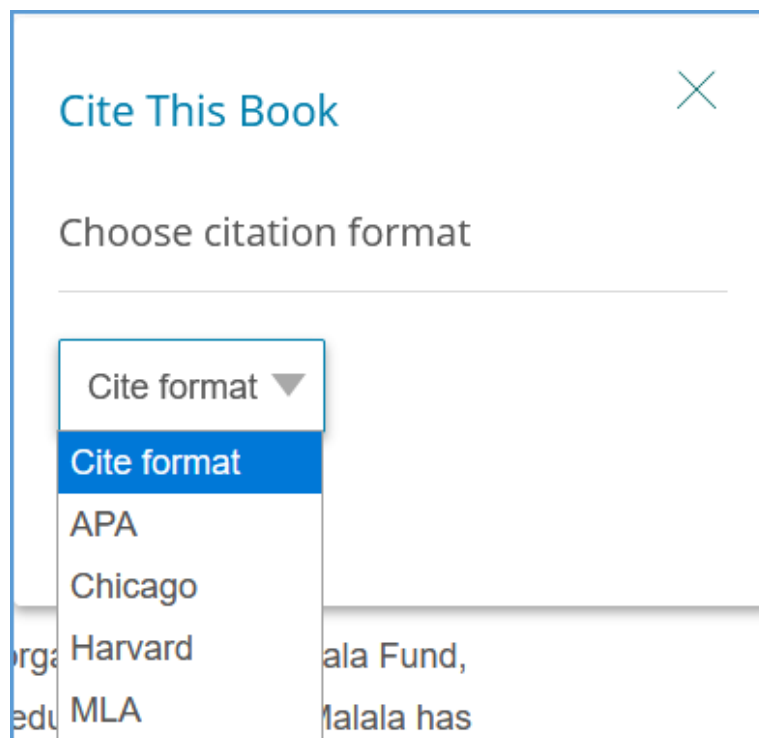 Cite This Book
Choose citation format
Cite format
Cite format
APA
Chicago
Harvard
ala Fund,
MLA
Malala has